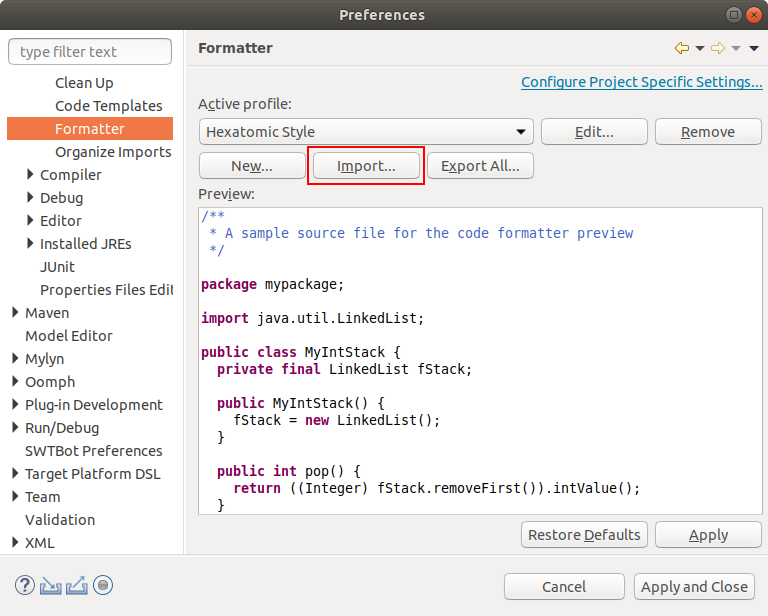 Preferences
type filter text
Clean Up
Code Templates
Formatter
Organize Imports
Compiler
Debug
Editor
Installed JREs
JUnit
Properties Files Edit
Maven
Model Editor
Mylyn
Oomph
Plug-in Development
Run/Debug
SWTBot Preferences
Target Platform DSL
Team
Validation
XML
Formatter
Configure Project Specific Settings...
Active profile:
Hexatomic Style
Edit...
Remove
New...
Import...
Export All...
Preview:
/**
 * A sample source file for the code formatter preview
 */
package mypackage;
import java.util.LinkedList;
public class MyIntStack {
  private final LinkedList fStack;
  public MyIntStack() {
    fStack = new LinkedList();
  }
  public int pop() {
    return ((Integer) fStack.removeFirst()).intValue();
  }
Restore Defaults
Apply
?
Cancel
Apply and Close